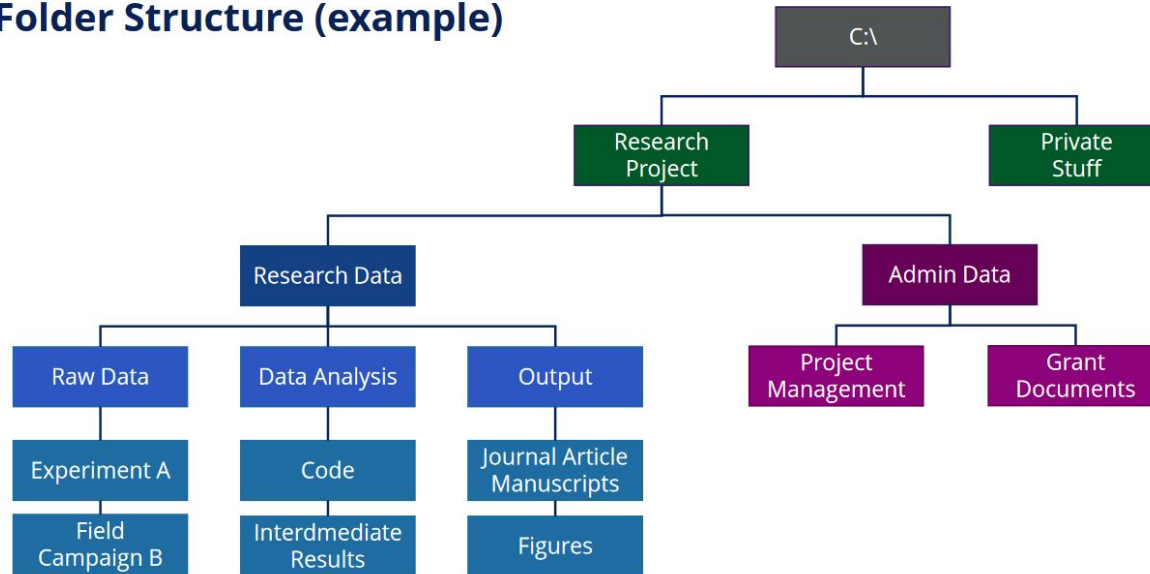 Folder Structure (example)
C:\
Research
Project
Private
Stuff
Research Data
Admin Data
Raw Data
Data Analysis
Output
Project
Management
Grant
Documents
Experiment A
Code
Journal Article
Manuscripts
Field
Campaign B
Interdmediate
Results
Figures